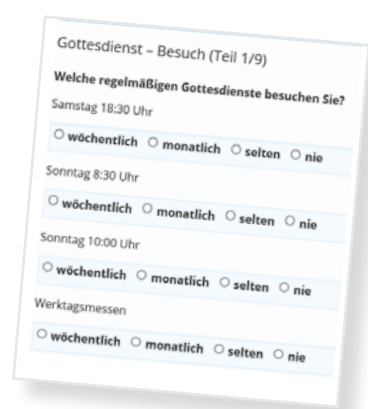 Gottesdienst – Besuch (Teil 1/9)
Welche regelmäßigen Gottesdienste besuchen Sie?
Samstag 18:30 Uhr
wöchentlich monatlich selten nie
Sonntag 8:30 Uhr
wöchentlich monatlich selten nie
Sonntag 10:00 Uhr
wöchentlich monatlich selten nie
Werktagsmessen
wöchentlich monatlich selten nie